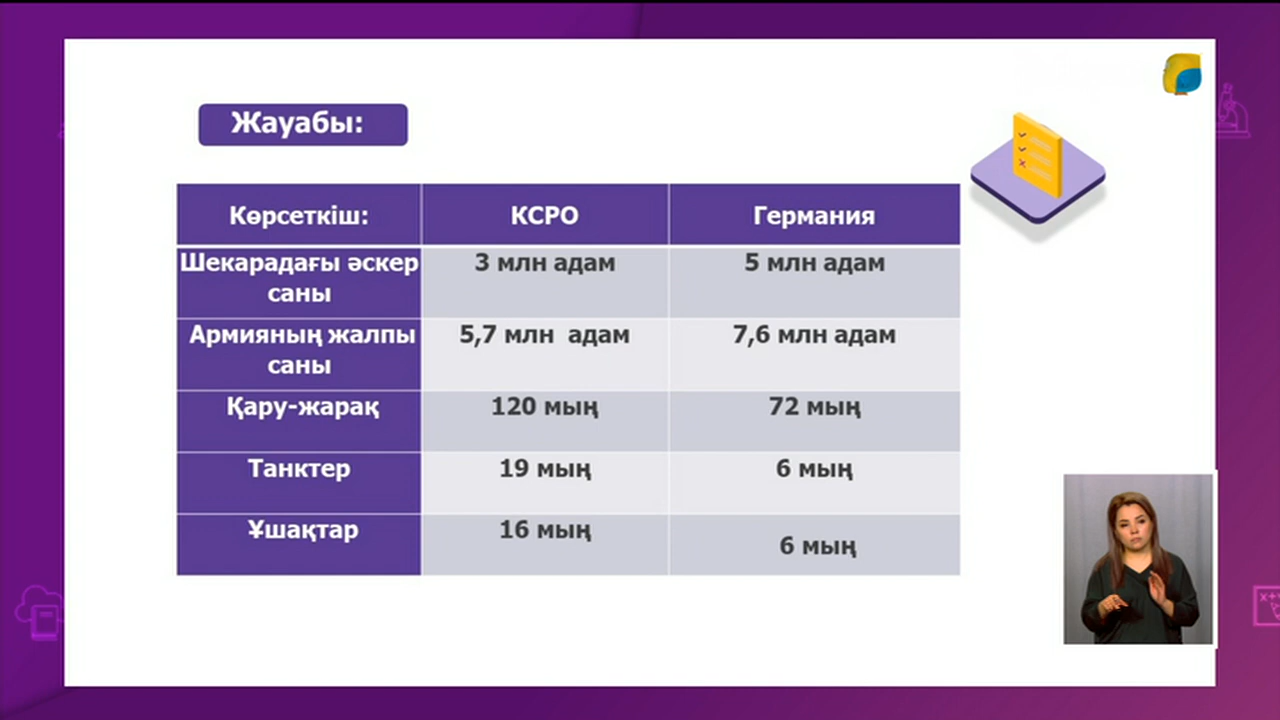 Жауабы:
Көрсеткіш: КСРО Германия
Шекарадағы әскер саны 3 млн адам 5 млн адам
Армияның жалпы саны 5,7 млн адам 7,6 млн адам
Қару-жарақ 120 мың 72 мың
Танктер 19 мың 6 мың
Ұшақтар 16 мың 6 мың